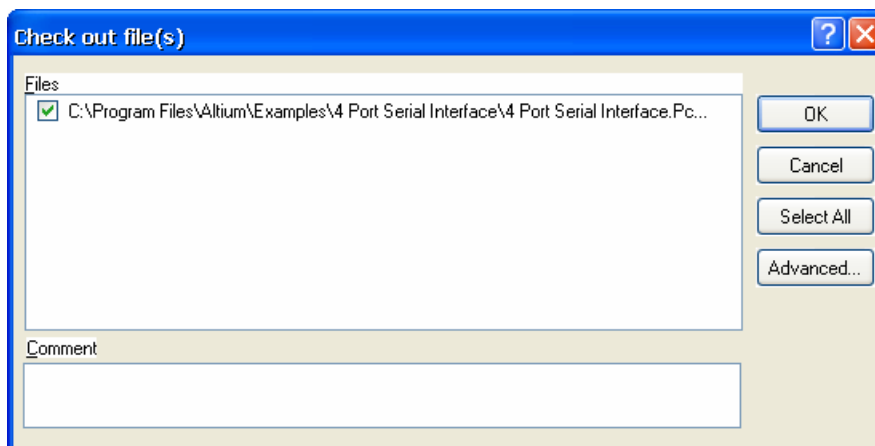 Check out file(s)
Files
C:\Program Files\Altium\Examples\4 Port Serial Interface\4 Port Serial Interface.Pc...
OK
Cancel
Select All
Advanced...
Comment